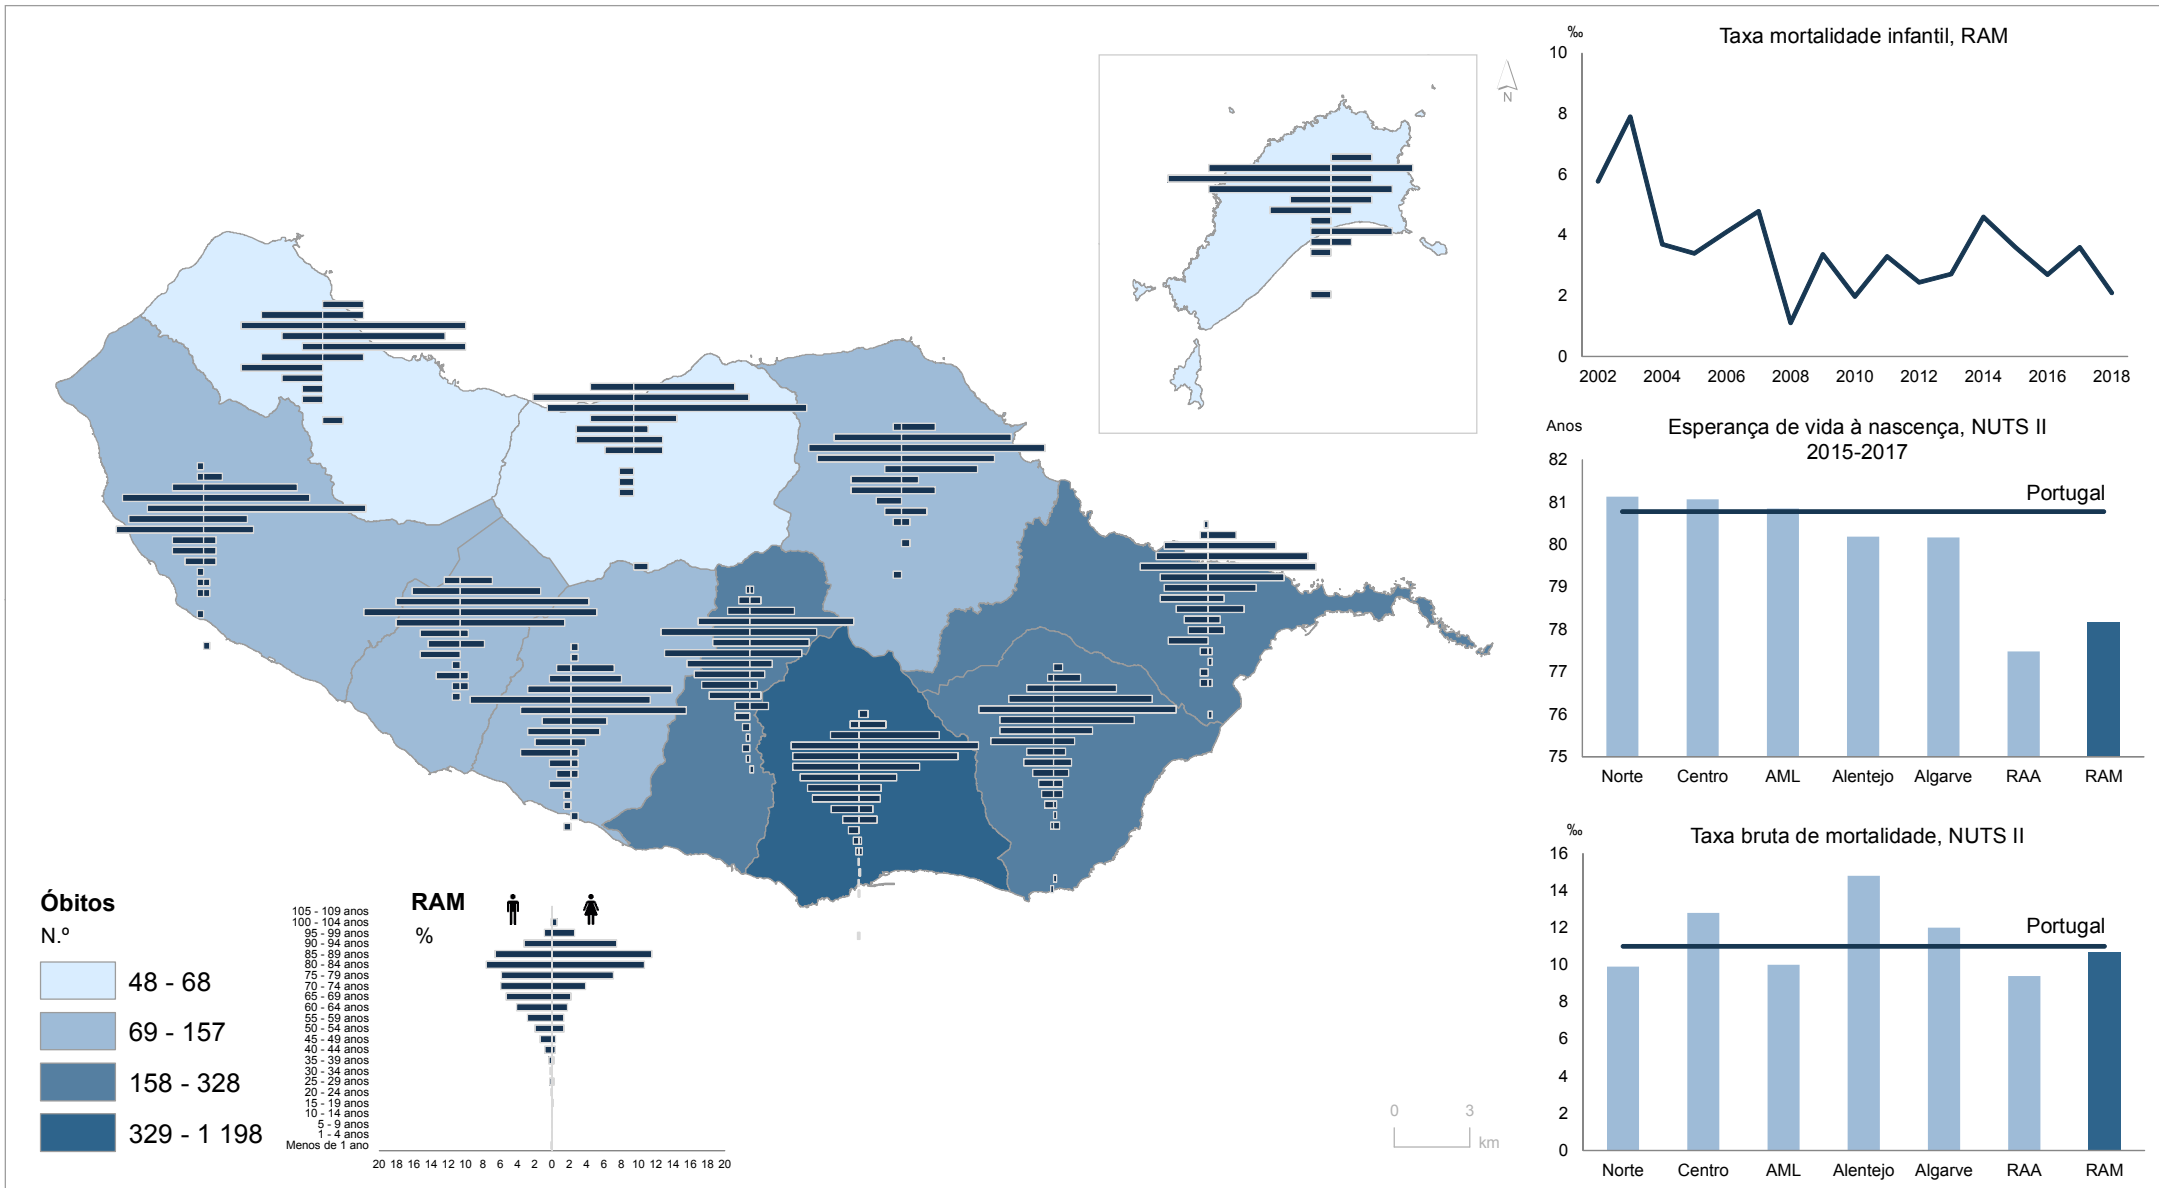 N
‰
Taxa mortalidade infantil, RAM
10
8
6
4
2
0
2002 2004 2006 2008 2010 2012 2014 2016 2018
Anos
Esperança de vida à nascença, NUTS II
2015-2017
82
81
80
79
78
77
76
75
Portugal
Norte Centro AML Alentejo Algarve RAA RAM
‰
Taxa bruta de mortalidade, NUTS II
16
14
12
10
8
6
4
2
0
Portugal
Norte Centro AML Alentejo Algarve RAA RAM
Óbitos
N.º
48 - 68
69 - 157
158 - 328
329 - 1 198
RAM
%
105 - 109 anos
100 - 104 anos
95 - 99 anos
90 - 94 anos
85 - 89 anos
80 - 84 anos
75 - 79 anos
70 - 74 anos
65 - 69 anos
60 - 64 anos
55 - 59 anos
50 - 54 anos
45 - 49 anos
40 - 44 anos
35 - 39 anos
30 - 34 anos
25 - 29 anos
20 - 24 anos
15 - 19 anos
10 - 14 anos
5 - 9 anos
1 - 4 anos
Menos de 1 ano
20 18 16 14 12 10 8 6 4 2 0 2 4 6 8 10 12 14 16 18 20
0 3
km